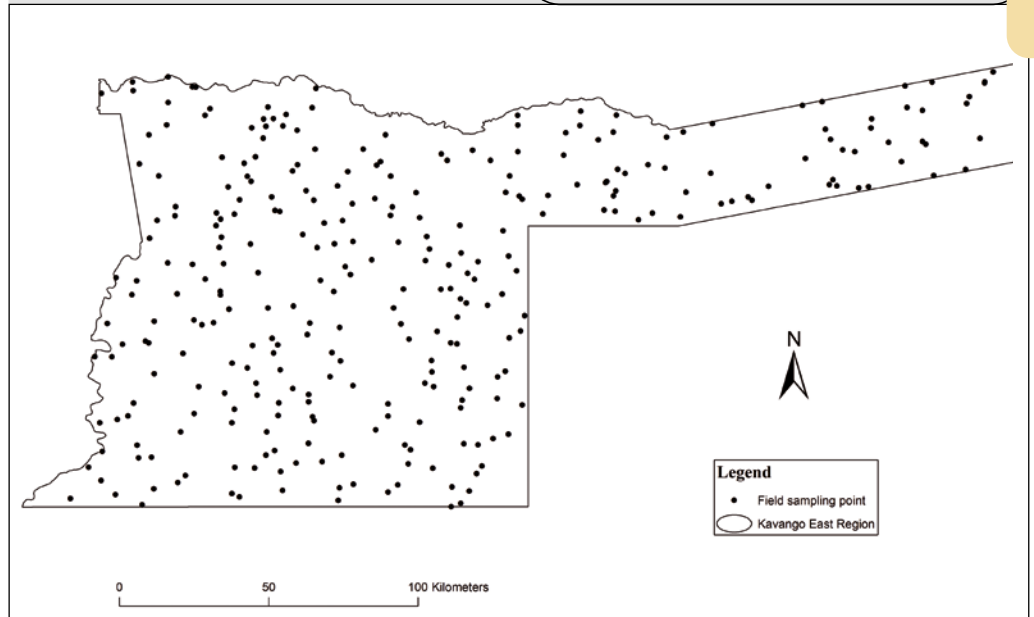 N
Legend
Field sampling point
Kavango East Region
0 50 100 Kilometers